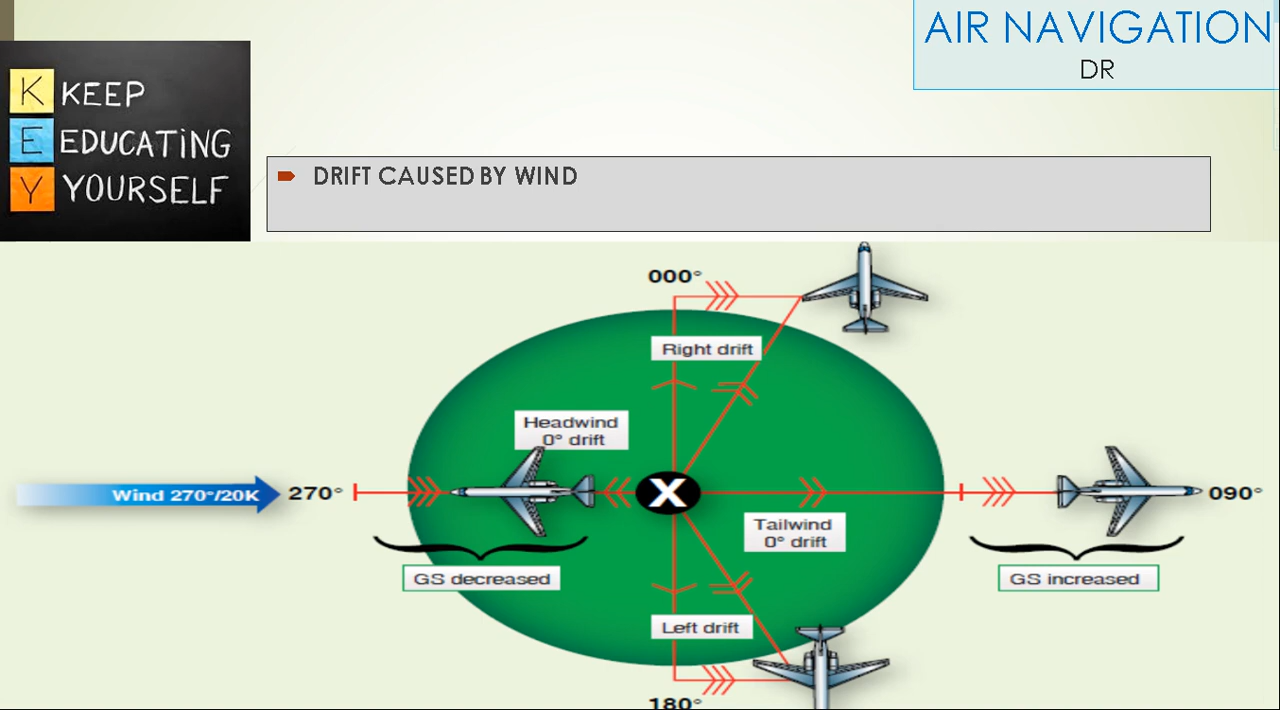 AIR NAVIGATION
DR
K KEEP
E EDUCATING
Y YOURSELF
DRIFT CAUSED BY WIND
000°
Right drift
Headwind
0° drift
Wind 270°/20K
270°
X
090°
Tailwind
0° drift
GS decreased
GS increased
Left drift
180°